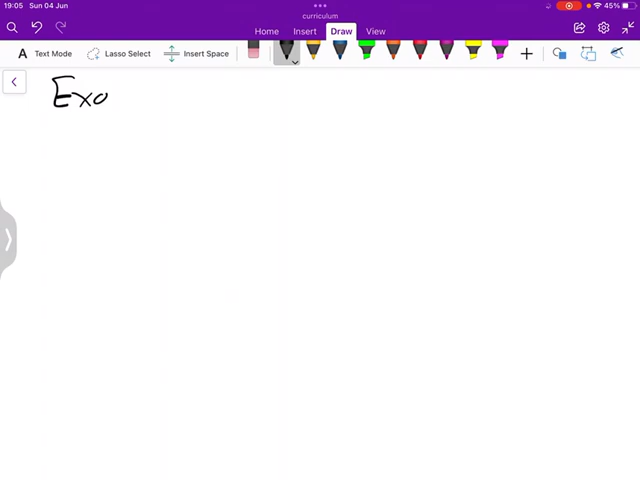 19:05 Sun 04 Jun 45%
curriculum
Home Insert Draw View
A Text Mode Lasso Select Insert Space
Exo